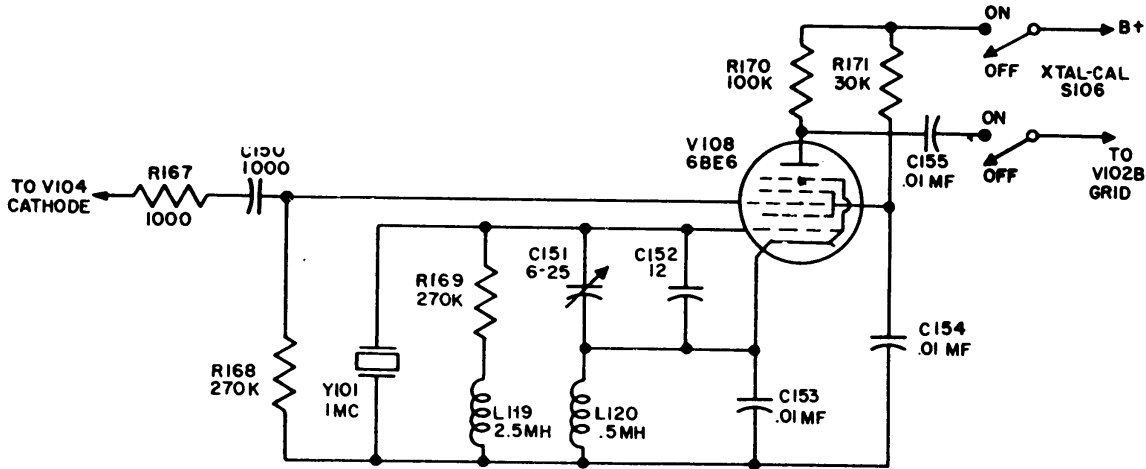 ON
B+
R170
100K
R171
30K
OFF
XTAL-CAL
S106
ON
V108
6BE6
C155
.01 MF
OFF
TO
V102B
GRID
C150
1000
R167
1000
TO V104
CATHODE
C151
6-25
C152
12
R169
270K
R168
270K
Y101
1MC
L119
2.5MH
L120
.5MH
C153
.01 MF
C154
.01 MF